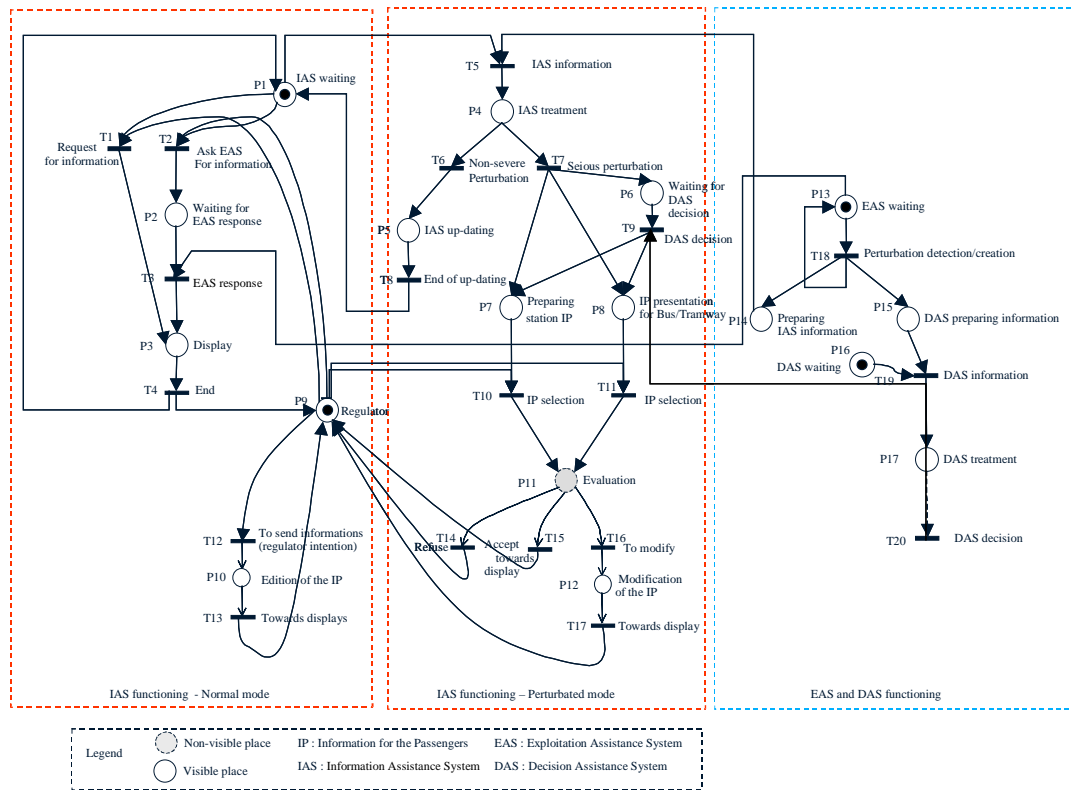 T5
IAS information
P1
IAS waiting
P4
IAS treatment
T1
Request
for information
T2
Ask EAS
For information
T6
Non-severe
Perturbation
T7
Seious perturbation
P6
Waiting for
DAS
decision
P13
EAS waiting
P2
Waiting for
EAS response
P5
IAS up-dating
T9
DAS decision
T18
Perturbation detection/creation
T3
EAS response
T8
End of up-dating
P7
Preparing
station IP
P8
IP presentation
for Bus/Tramway
P14
Preparing
IAS information
P15
DAS preparing information
P3
Display
P16
DAS waiting
T19
DAS information
T4
End
P9
Regulator
T10
IP selection
T11
IP selection
P17
DAS treatment
P11
Evaluation
T12
To send informations
(regulator intention)
T14
Refuse
Accept
towards
display
T15
T16
To modify
T20
DAS decision
P10
Edition of the IP
P12
Modification
of the IP
T13
Towards displays
T17
Towards display
IAS functioning - Normal mode
IAS functioning – Perturbated mode
EAS and DAS functioning
Legend
Non-visible place
IP : Information for the Passengers
EAS : Exploitation Assistance System
Visible place
IAS : Information Assistance System
DAS : Decision Assistance System